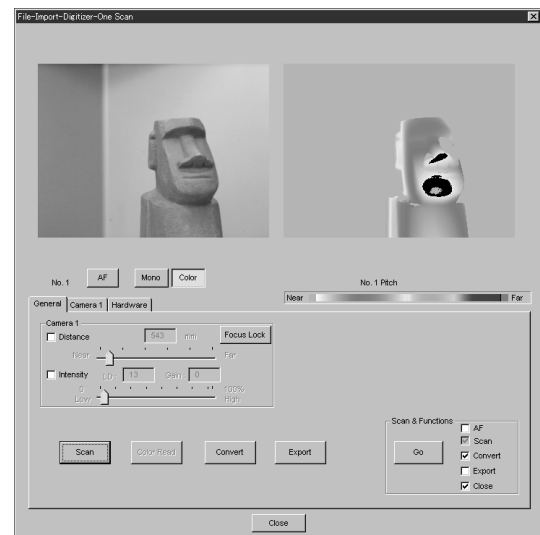 File-Import-Digitizer-One Scan
No. 1 AF Mono Color
No. 1 Pitch
Near Far
General Camera 1 Hardware
Camera 1
Distance 543 mm Focus Lock
Near Far
Intensity LD- 13 Gain 0
0 100%
Low High
Scan Color Read Convert Export
Scan & Functions
Go
AF
Scan
Convert
Export
Close
Close